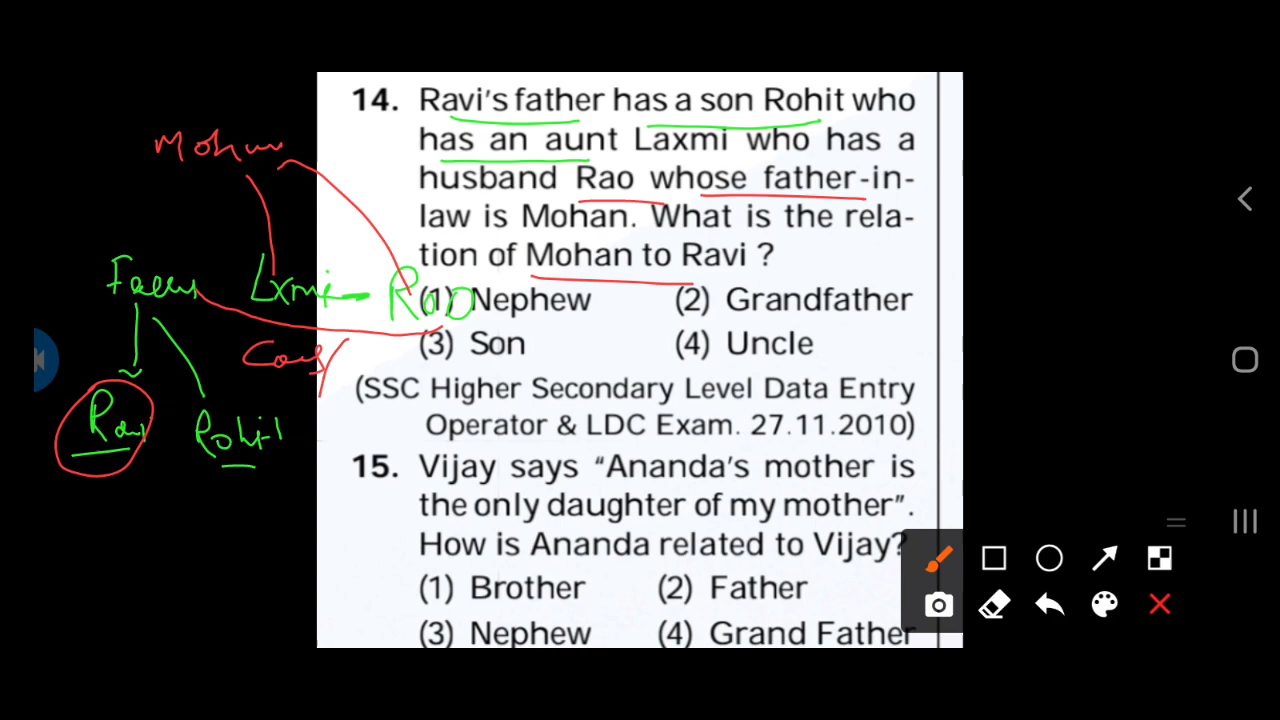 14. Ravi's father has a son Rohit who
has an aunt Laxmi who has a
husband Rao whose father-in-
law is Mohan. What is the rela-
tion of Mohan to Ravi ?
(1) Nephew (2) Grandfather
(3) Son (4) Uncle
(SSC Higher Secondary Level Data Entry
Operator & LDC Exam. 27.11.2010)
15. Vijay says “Ananda's mother is
the only daughter of my mother”.
How is Ananda related to Vijay?
(1) Brother (2) Father
(3) Nephew (4) Grand Father
Mohan
Lxmi Rao
Ravi Rohit